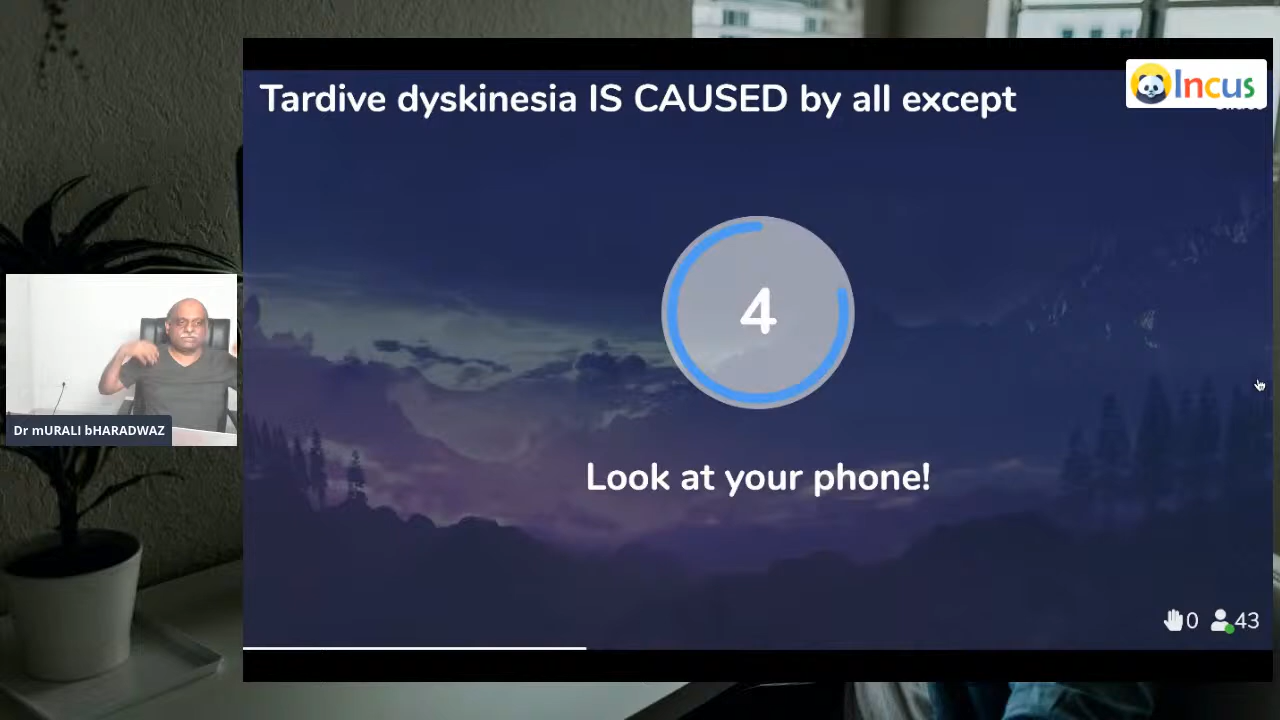 Tardive dyskinesia IS CAUSED by all except
Incus
4
Look at your phone!
Dr mURALI bHARADWAZ
0
43